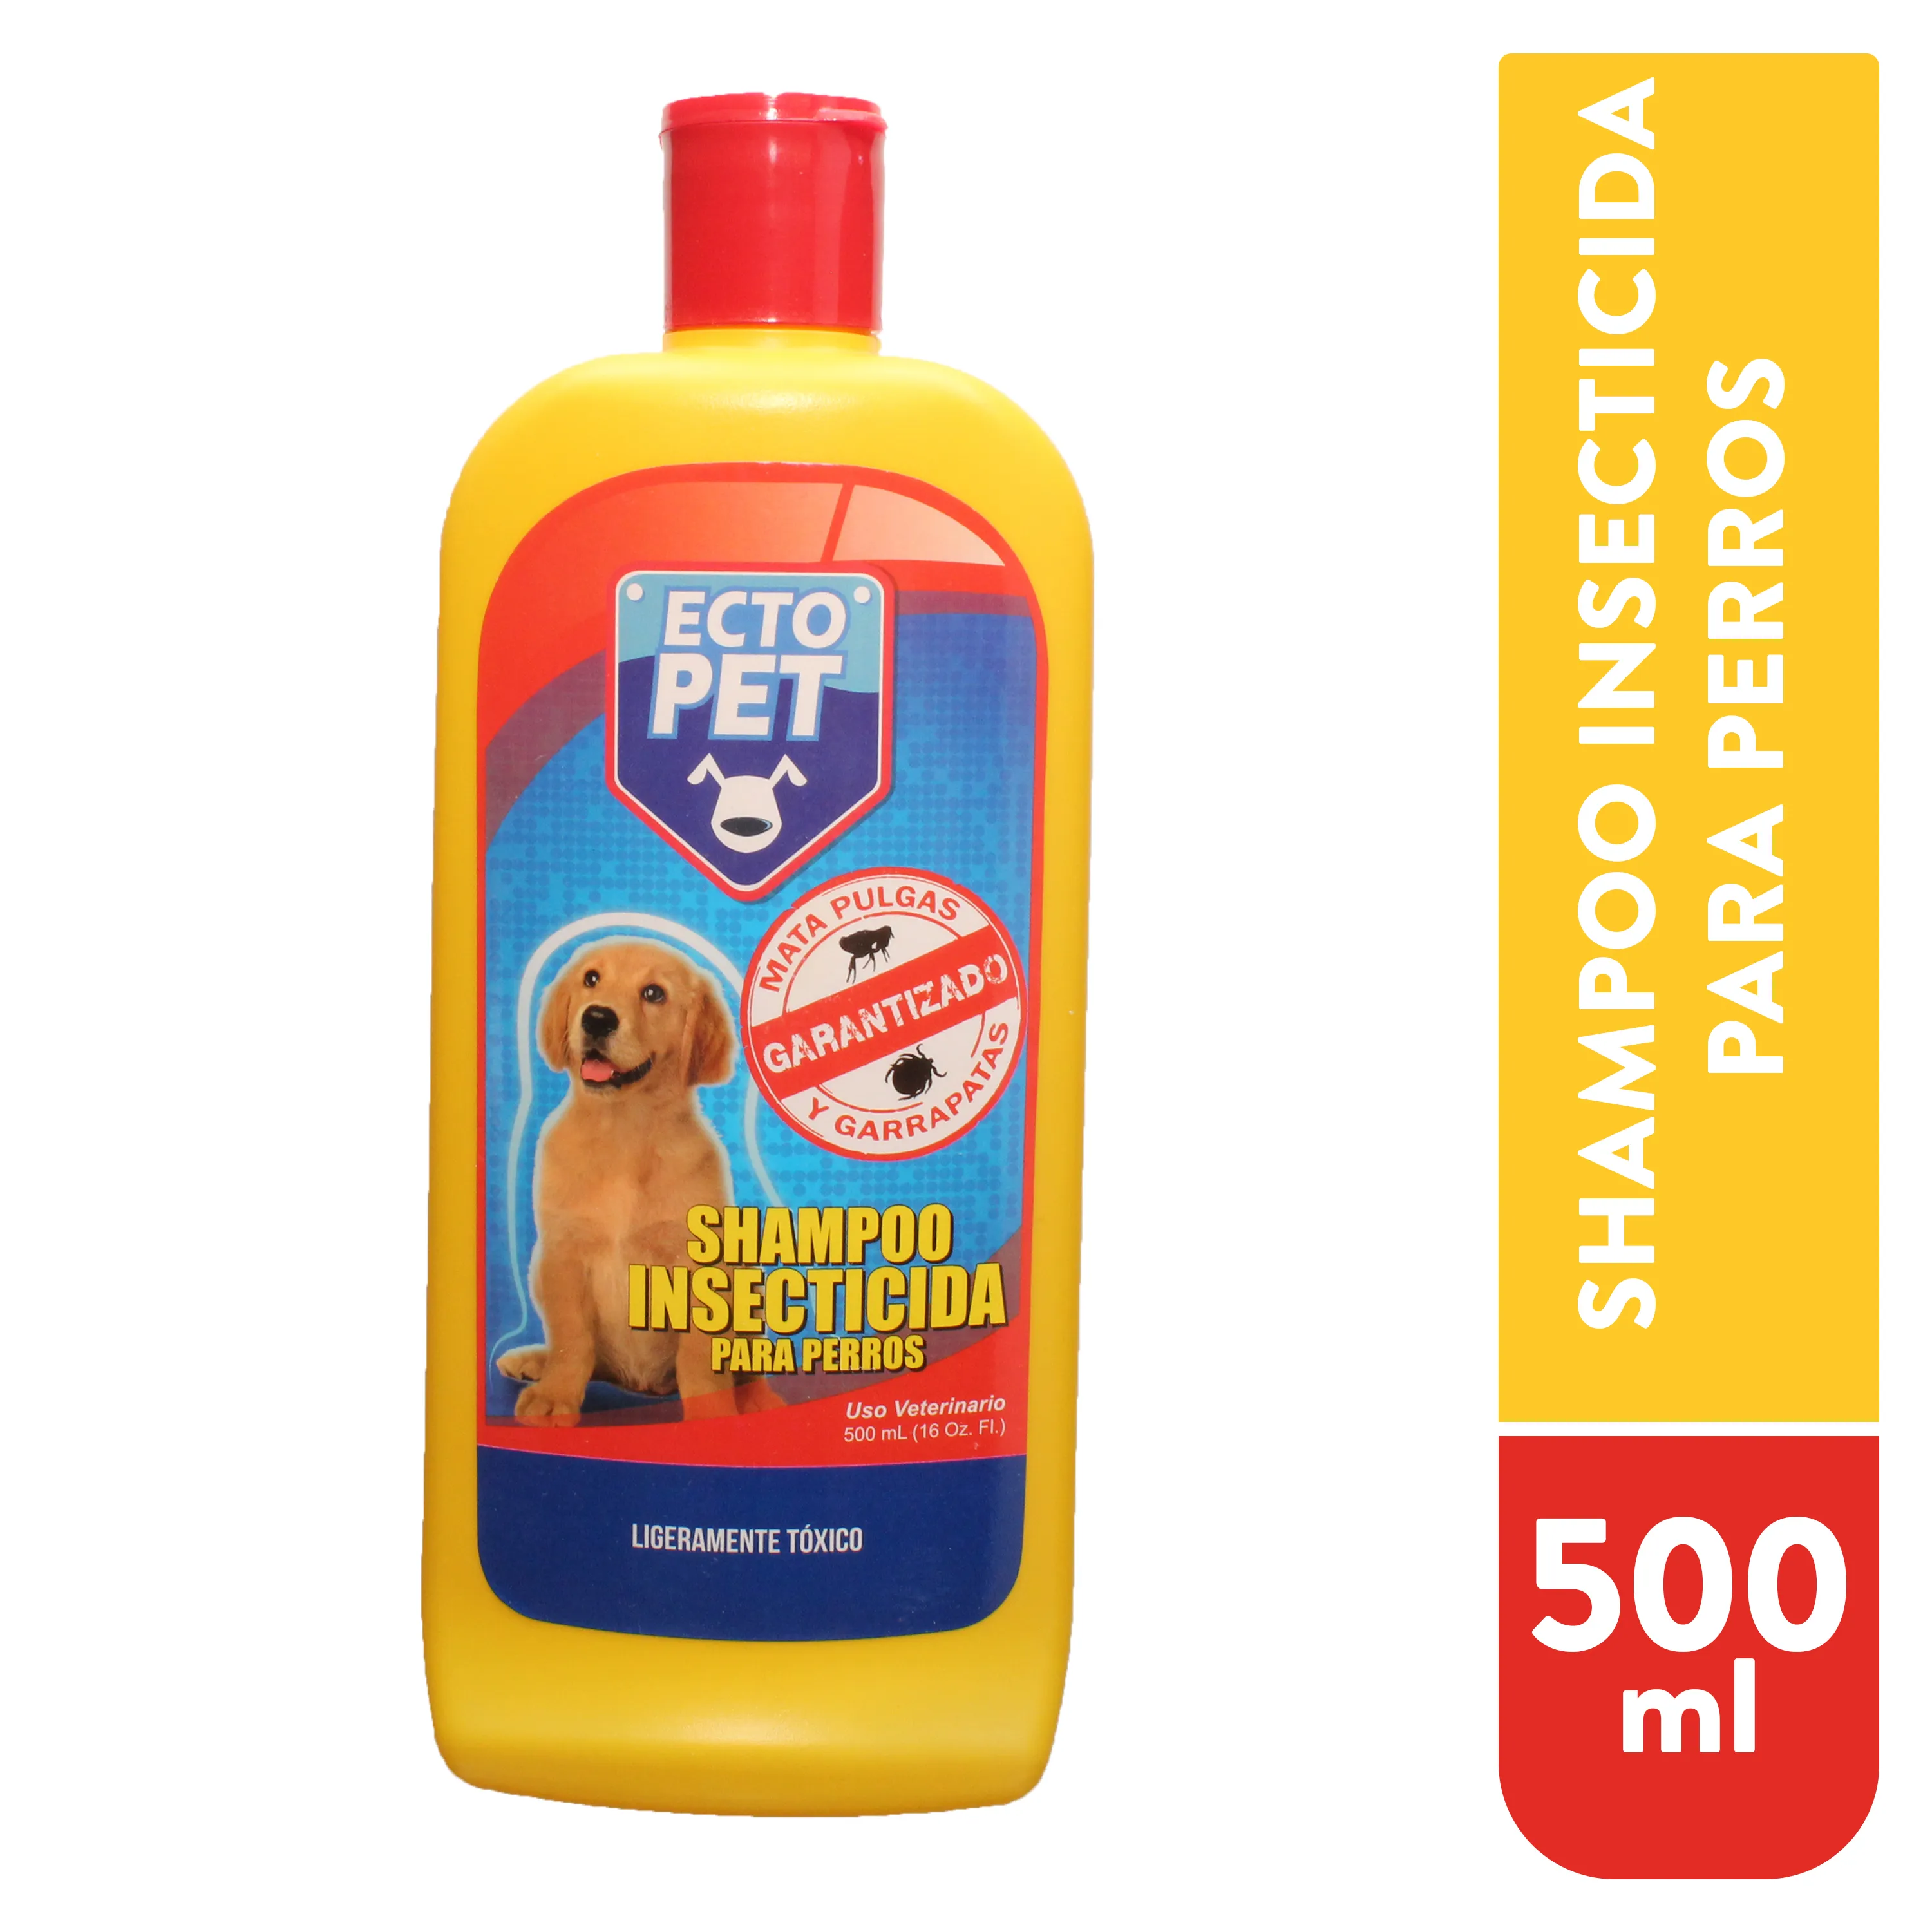 ECTO
PET
MATA PULGAS
GARANTIZADO
Y GARRAPATAS
SHAMPOO
INSECTICIDA
PARA PERROS
Uso Veterinario
500 mL (16 Oz. Fl.)
LIGERAMENTE TÓXICO
SHAMPOO INSECTICIDA
PARA PERROS
500
ml